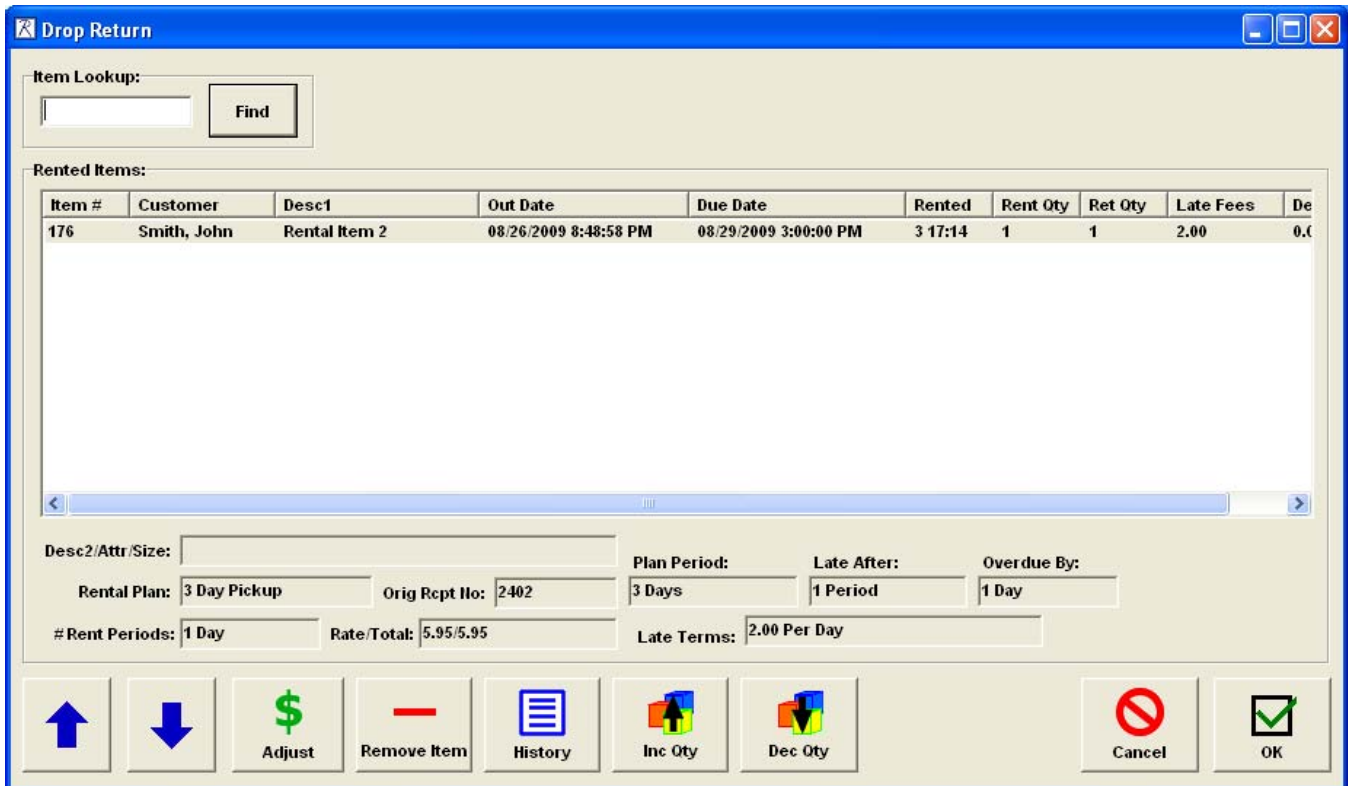 Drop Return
Item Lookup:
Find
Rented Items:
Item # Customer Desc1 Out Date Due Date Rented Rent Qty Ret Qty Late Fees De
176 Smith, John Rental Item 2 08/26/2009 8:48:58 PM 08/29/2009 3:00:00 PM 3 17:14 1 1 2.00 0.0
Desc2/Attr/Size:
Plan Period: Late After: Overdue By:
Rental Plan: 3 Day Pickup Orig Rcpt No: 2402 3 Days 1 Period 1 Day
# Rent Periods: 1 Day Rate/Total: 5.95/5.95 Late Terms: 2.00 Per Day
Adjust Remove Item History Inc Qty Dec Qty Cancel OK